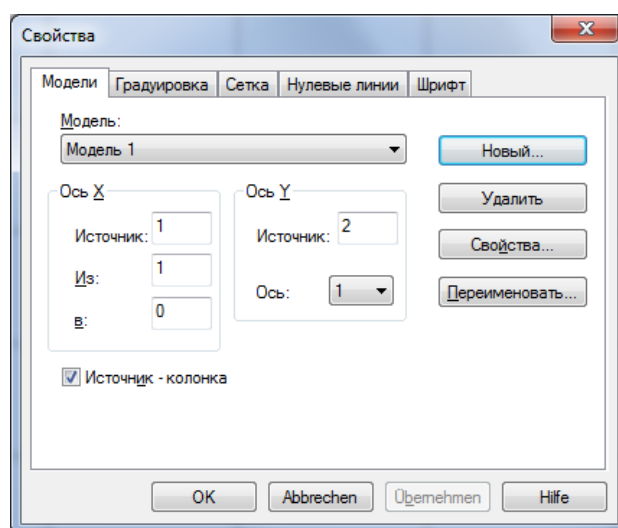 Свойства
Модели Градуировка Сетка Нулевые линии Шрифт
Модель:
Модель 1
Новый...
Удалить
Свойства...
Переименовать...
Ось X
Источник: 1
Из: 1
в: 0
Ось Y
Источник: 2
Ось: 1
Источник - колонка
OK Abbrechen Übernehmen Hilfe